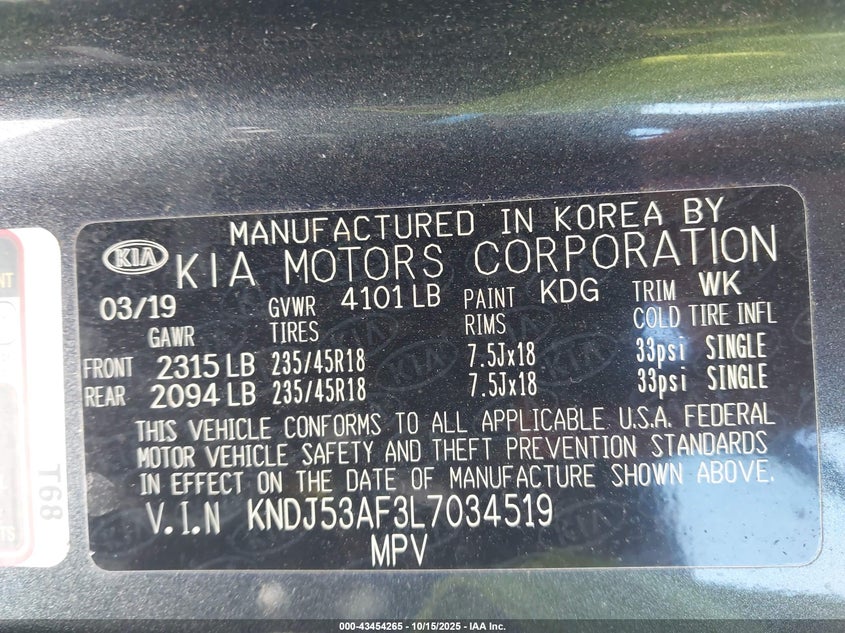 MANUFACTURED IN KOREA BY
KIA KIA MOTORS CORPORATION
03/19 GVWR 4101 LB PAINT KDG TRIM WK
GAWR TIRES RIMS COLD TIRE INFL
FRONT 2315 LB 235/45R18 7.5Jx18 33psi SINGLE
REAR 2094 LB 235/45R18 7.5Jx18 33psi SINGLE
THIS VEHICLE CONFORMS TO ALL APPLICABLE U.S.A. FEDERAL
MOTOR VEHICLE SAFETY AND THEFT PREVENTION STANDARDS
IN EFFECT ON THE DATE OF MANUFACTURE SHOWN ABOVE.
V.I.N KNDJ53AF3L7034519
MPV
T68
000-43454265 - 10/15/2025 - IAA Inc.